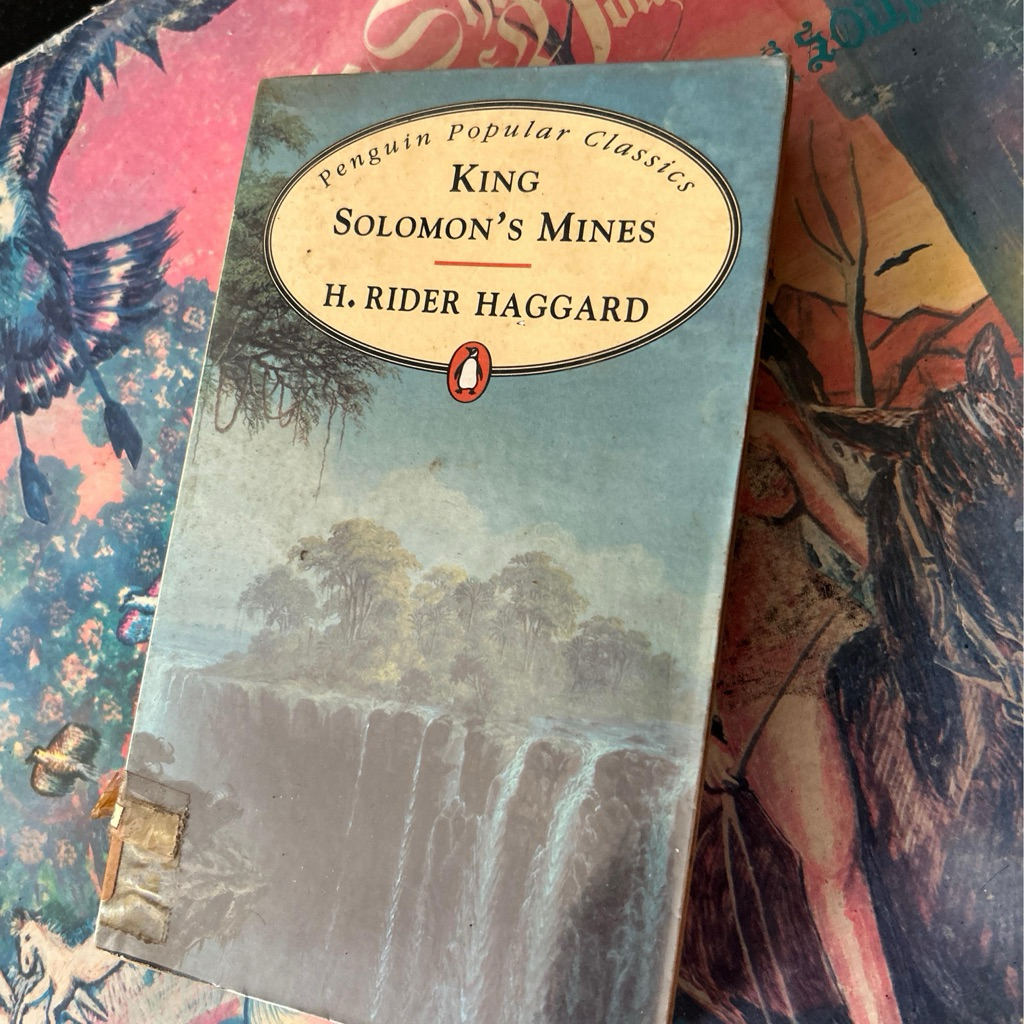 Penguin Popular Classics
KING
SOLOMON'S MINES
H. RIDER HAGGARD